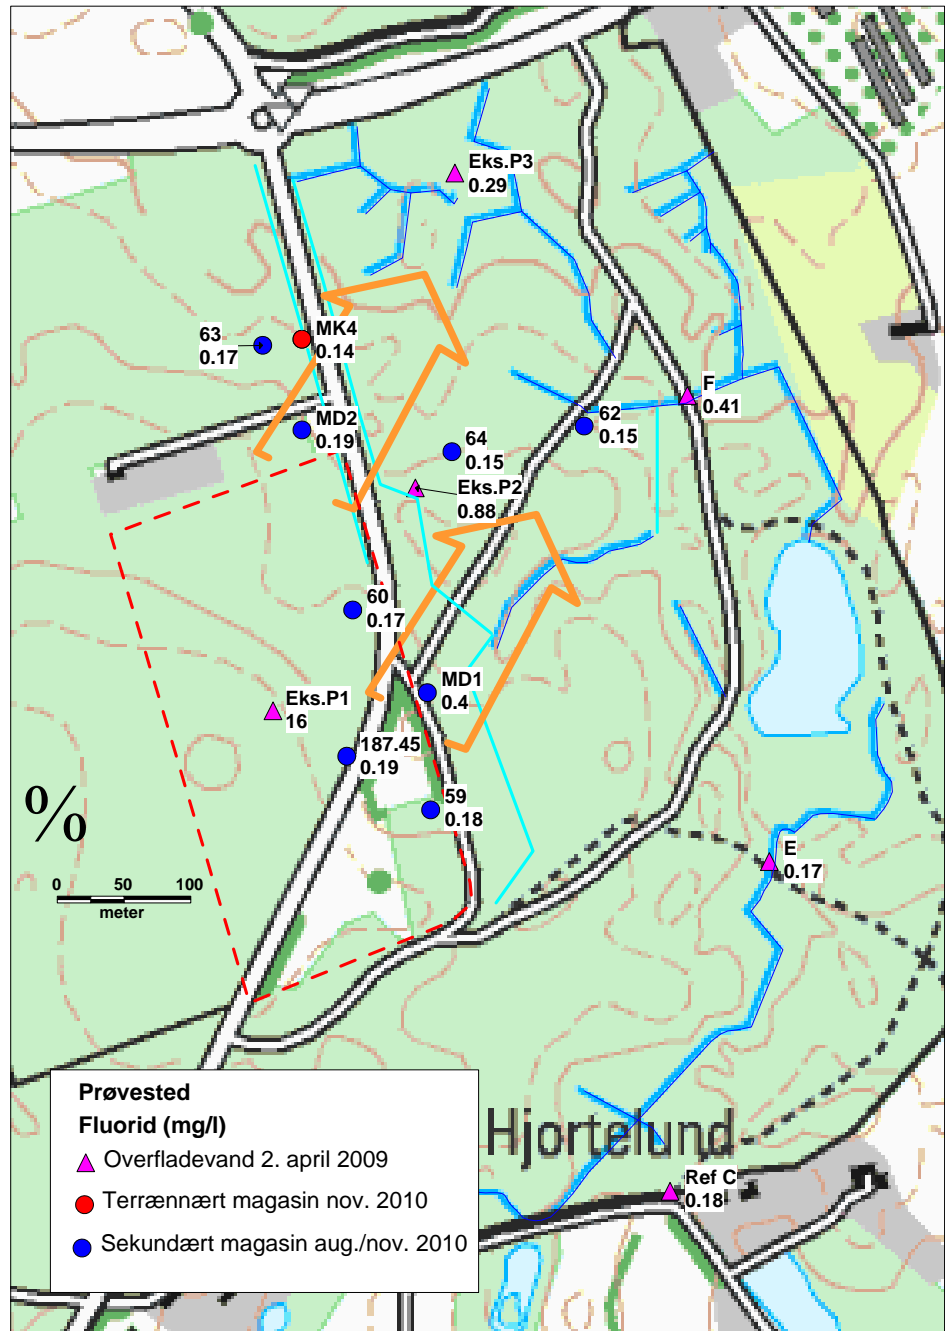 Eks.P3
0.29
MK4
0.14
63
0.17
F
0.41
MD2
0.19
62
0.15
64
0.15
Eks.P2
0.88
60
0.17
MD1
0.4
Eks.P1
16
187.45
0.19
59
0.18
%
E
0.17
0 50 100
meter
Hjortelund
Ref C
0.18
Prøvested
Fluorid (mg/l)
Overfladevand 2. april 2009
Terrænnært magasin nov. 2010
Sekundært magasin aug./nov. 2010